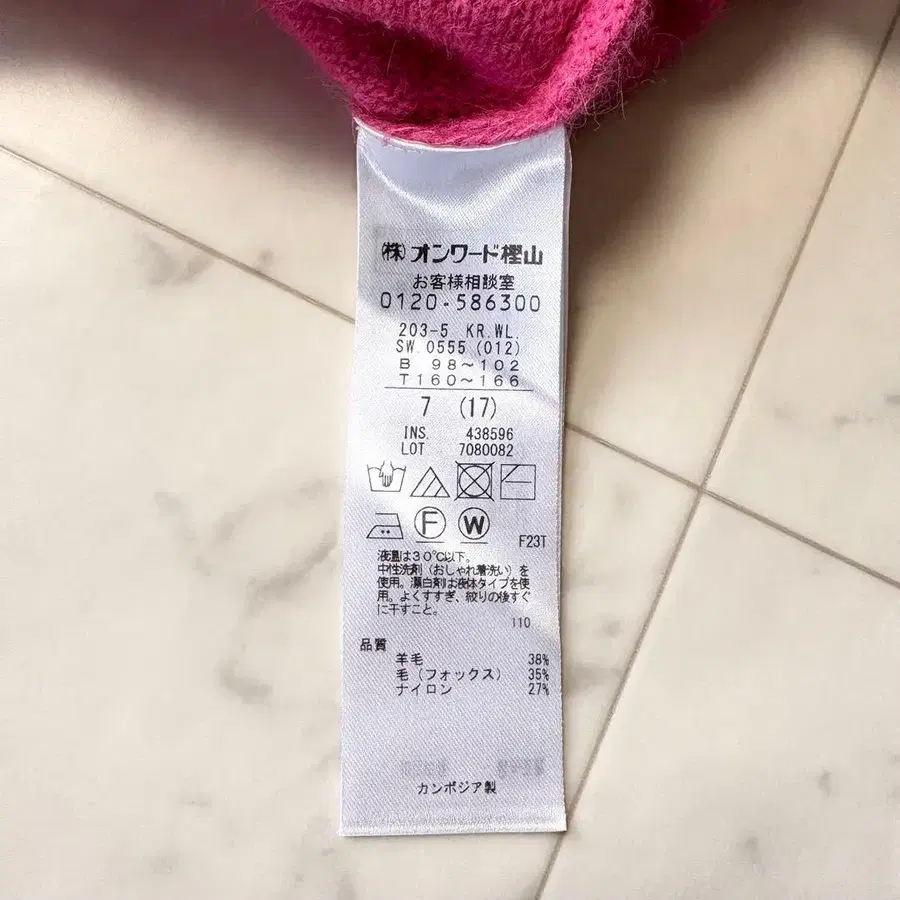 ㈱オンワード樫山
お客様相談室
0120-586300
203-5 KR.WL.
SW.0555 (012)
B 98〜102
T160〜166
7 (17)
INS. 438596
LOT 7080082
F W
F23T
液温は30℃以下。
中性洗剤(おしゃれ着洗い)を
使用。漂白剤は液体タイプを使
用。よくすすぎ、絞りの後すぐ
に干すこと。
110
品質
羊毛 38%
毛(フォックス) 35%
ナイロン 27%
カンボジア製